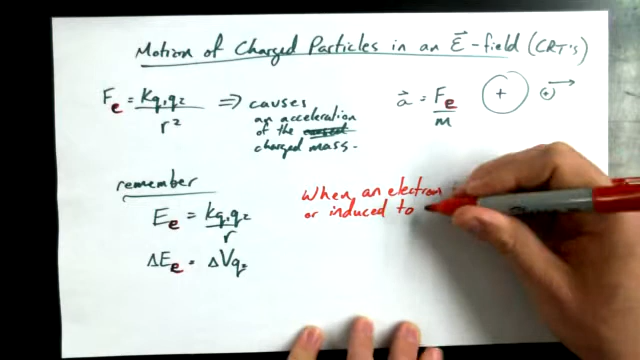 Motion of Charged Particles in an E⃗-field (CRT's)
Fe = Kq₁q₂ / r² ⇒ causes
an acceleration
of the
charged mass.
a⃗ = Fe / m
+ +
remember
Ee = kq₁q₂ / r
ΔEe = ΔVq₂
When an electron
or induced to